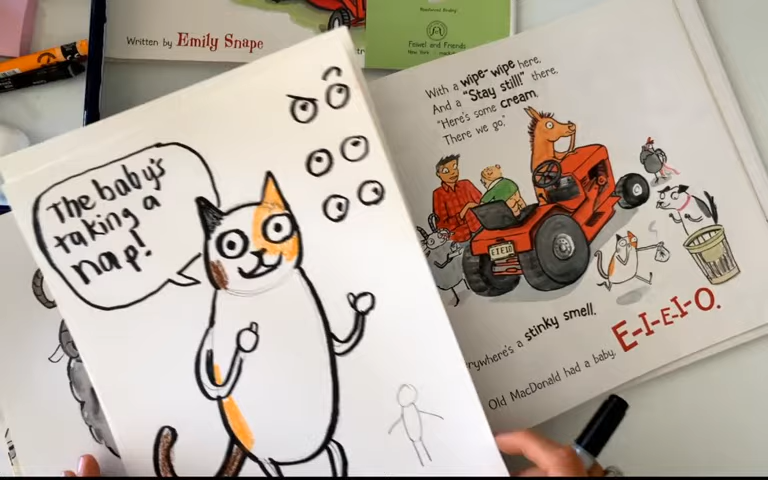 Written by Emily Snape
Feiwel and Friends
New York
With a wipe-wipe here,
And a "Stay still!" there,
"Here's some cream,
There we go,"
The baby's
taking a
nap!
EIEIO
a stinky smell,
E-I-E-I-O.
Old MacDonald had a baby,